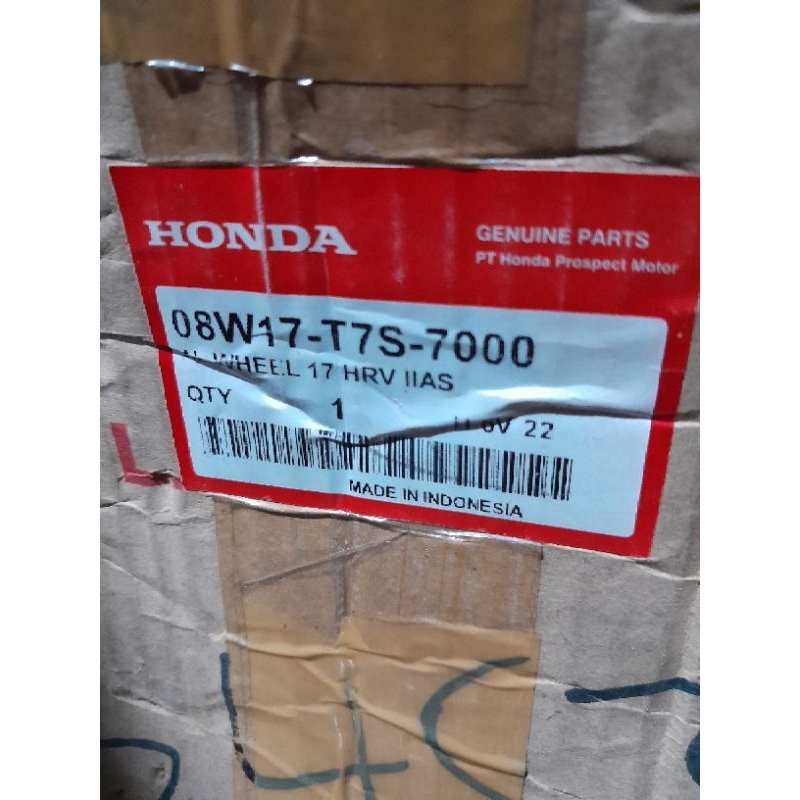 HONDA
GENUINE PARTS
PT Honda Prospect Motor
08W17-T7S-7000
WHEEL 17 HRV IIAS
QTY 1 22
MADE IN INDONESIA